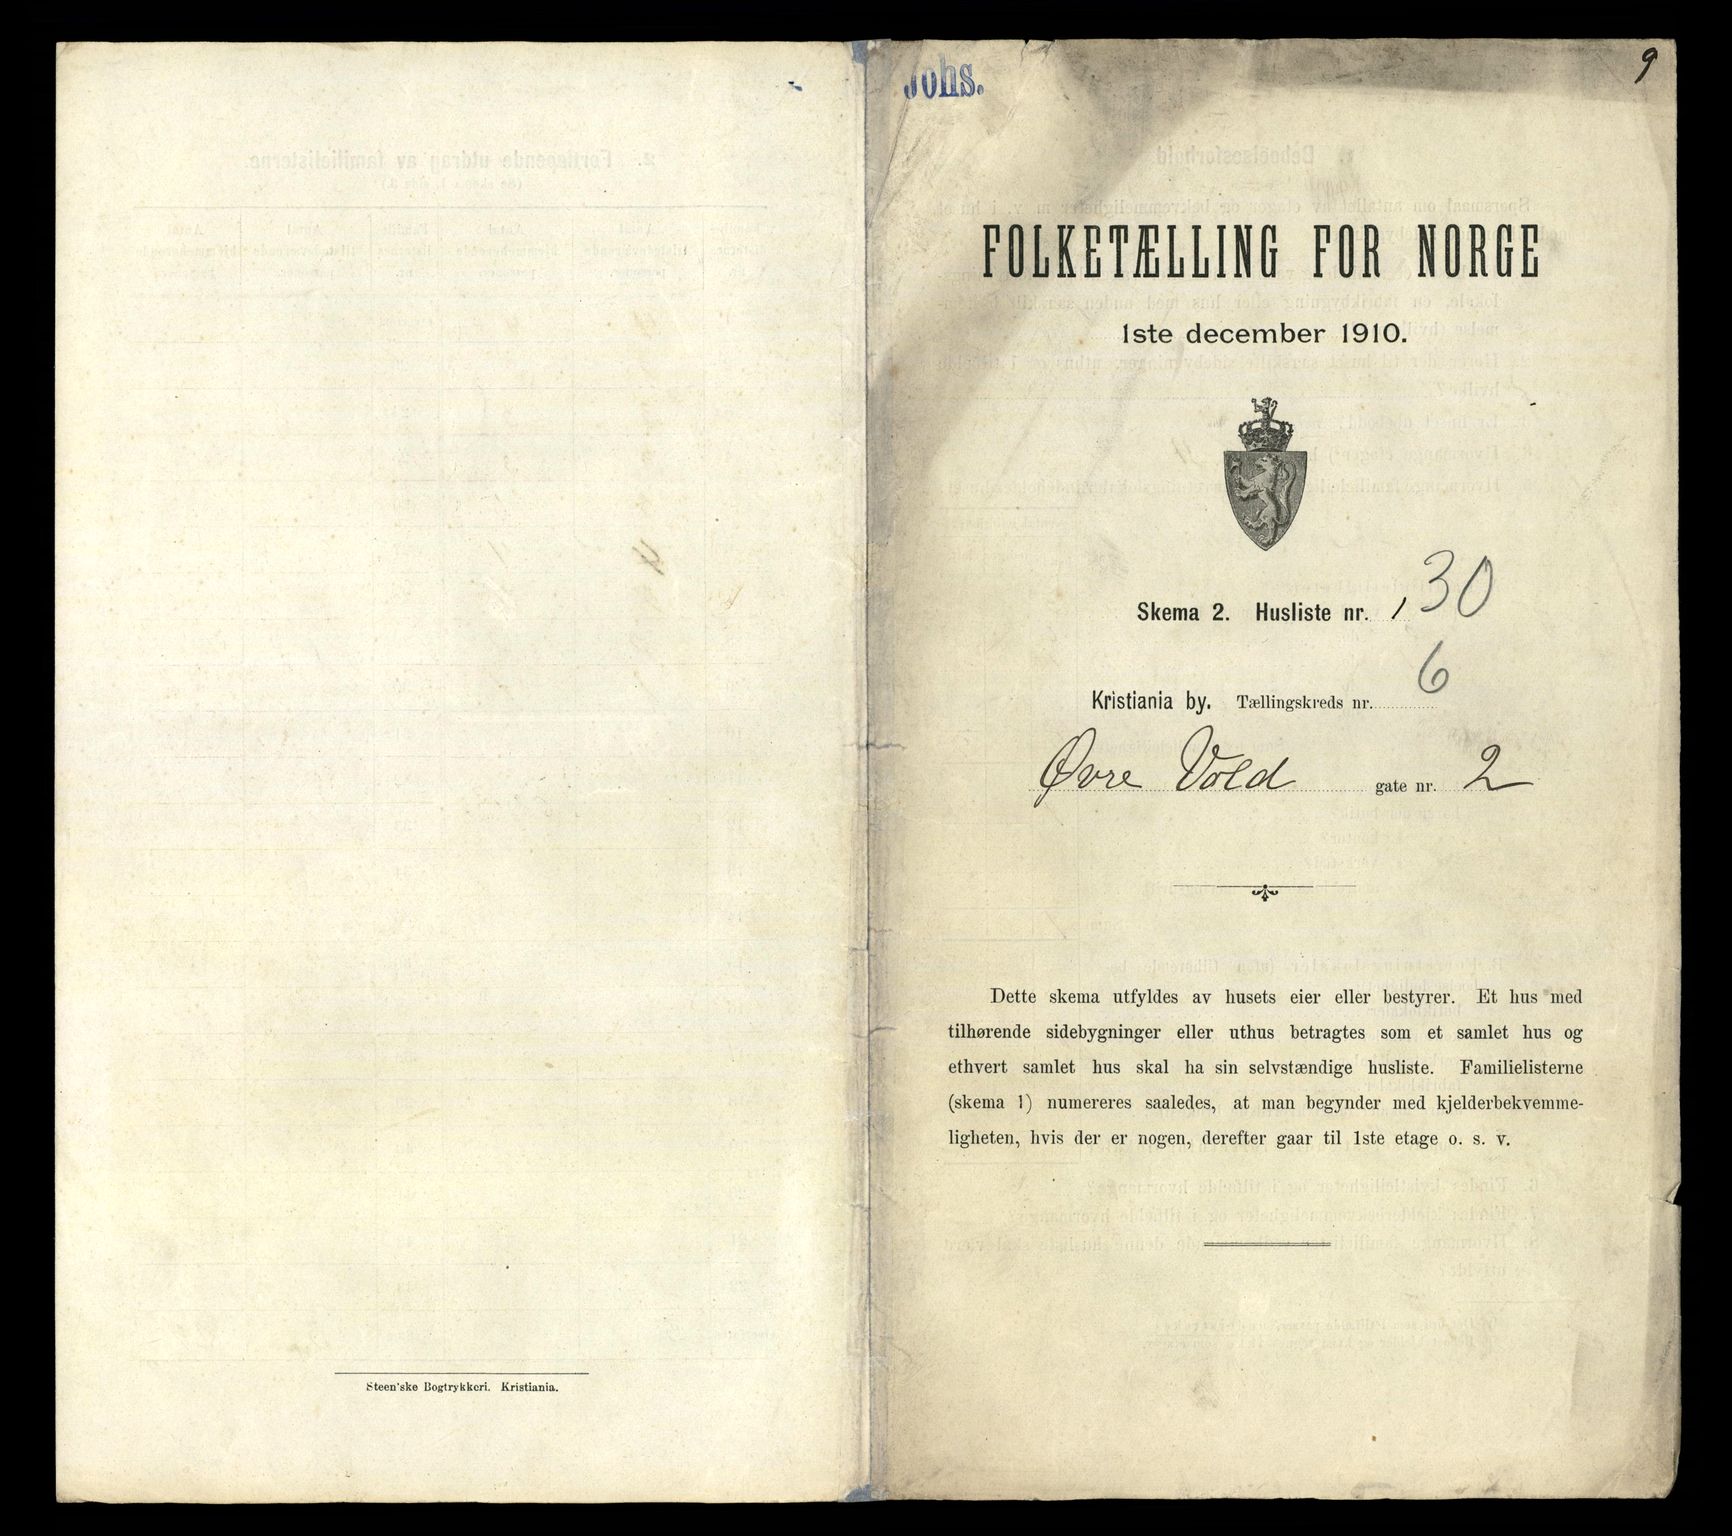 Johs.
9
FOLKETÆLLING FOR NORGE
1ste december 1910.
Skema 2. Husliste nr. 30
Kristiania by. Tællingskreds nr. 6
Øvre Vold gate nr. 2
Dette skema utfyldes av husets eier eller bestyrer. Et hus med
tilhørende sidebygninger eller uthus betragtes som et samlet hus og
ethvert samlet hus skal ha sin selvstændige husliste. Familielisterne
(skema 1) numereres saaledes, at man begynder med kjelderbekvemme-
ligheten, hvis der er nogen, derefter gaar til 1ste etage o. s. v.
Steen'ske Bogtrykkeri. Kristiania.